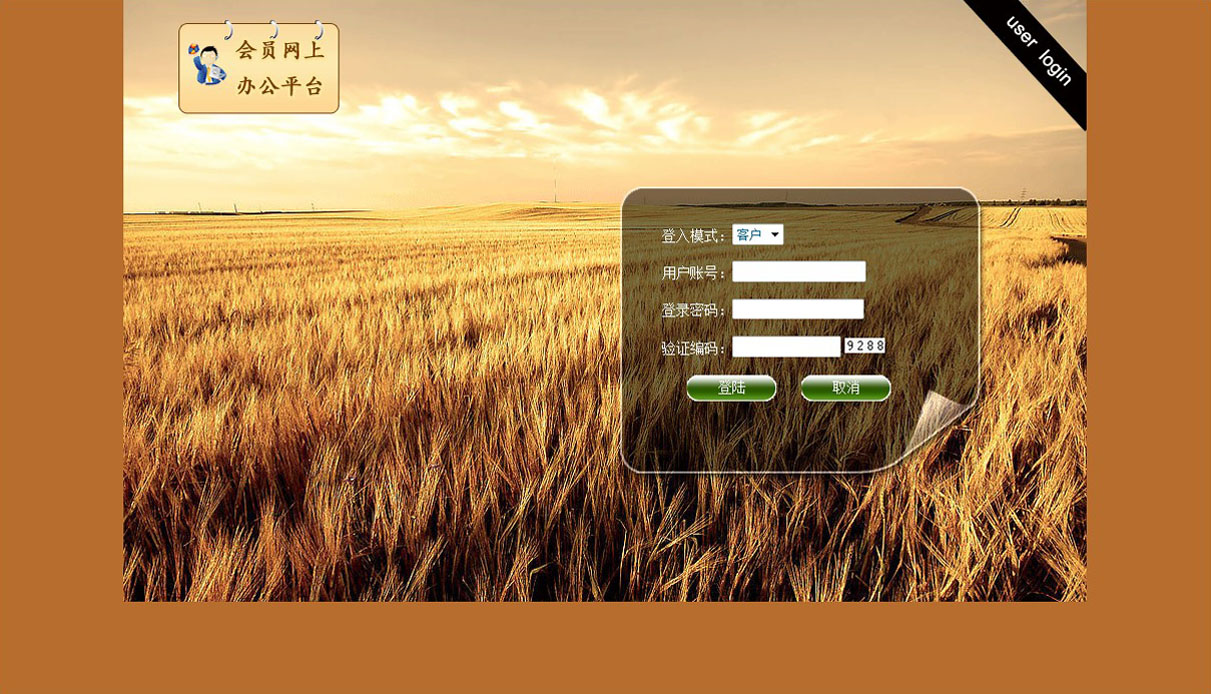 会员网上
办公平台
user login
登入模式：客户
用户账号：
登录密码：
验证编码：9288
登陆 取消